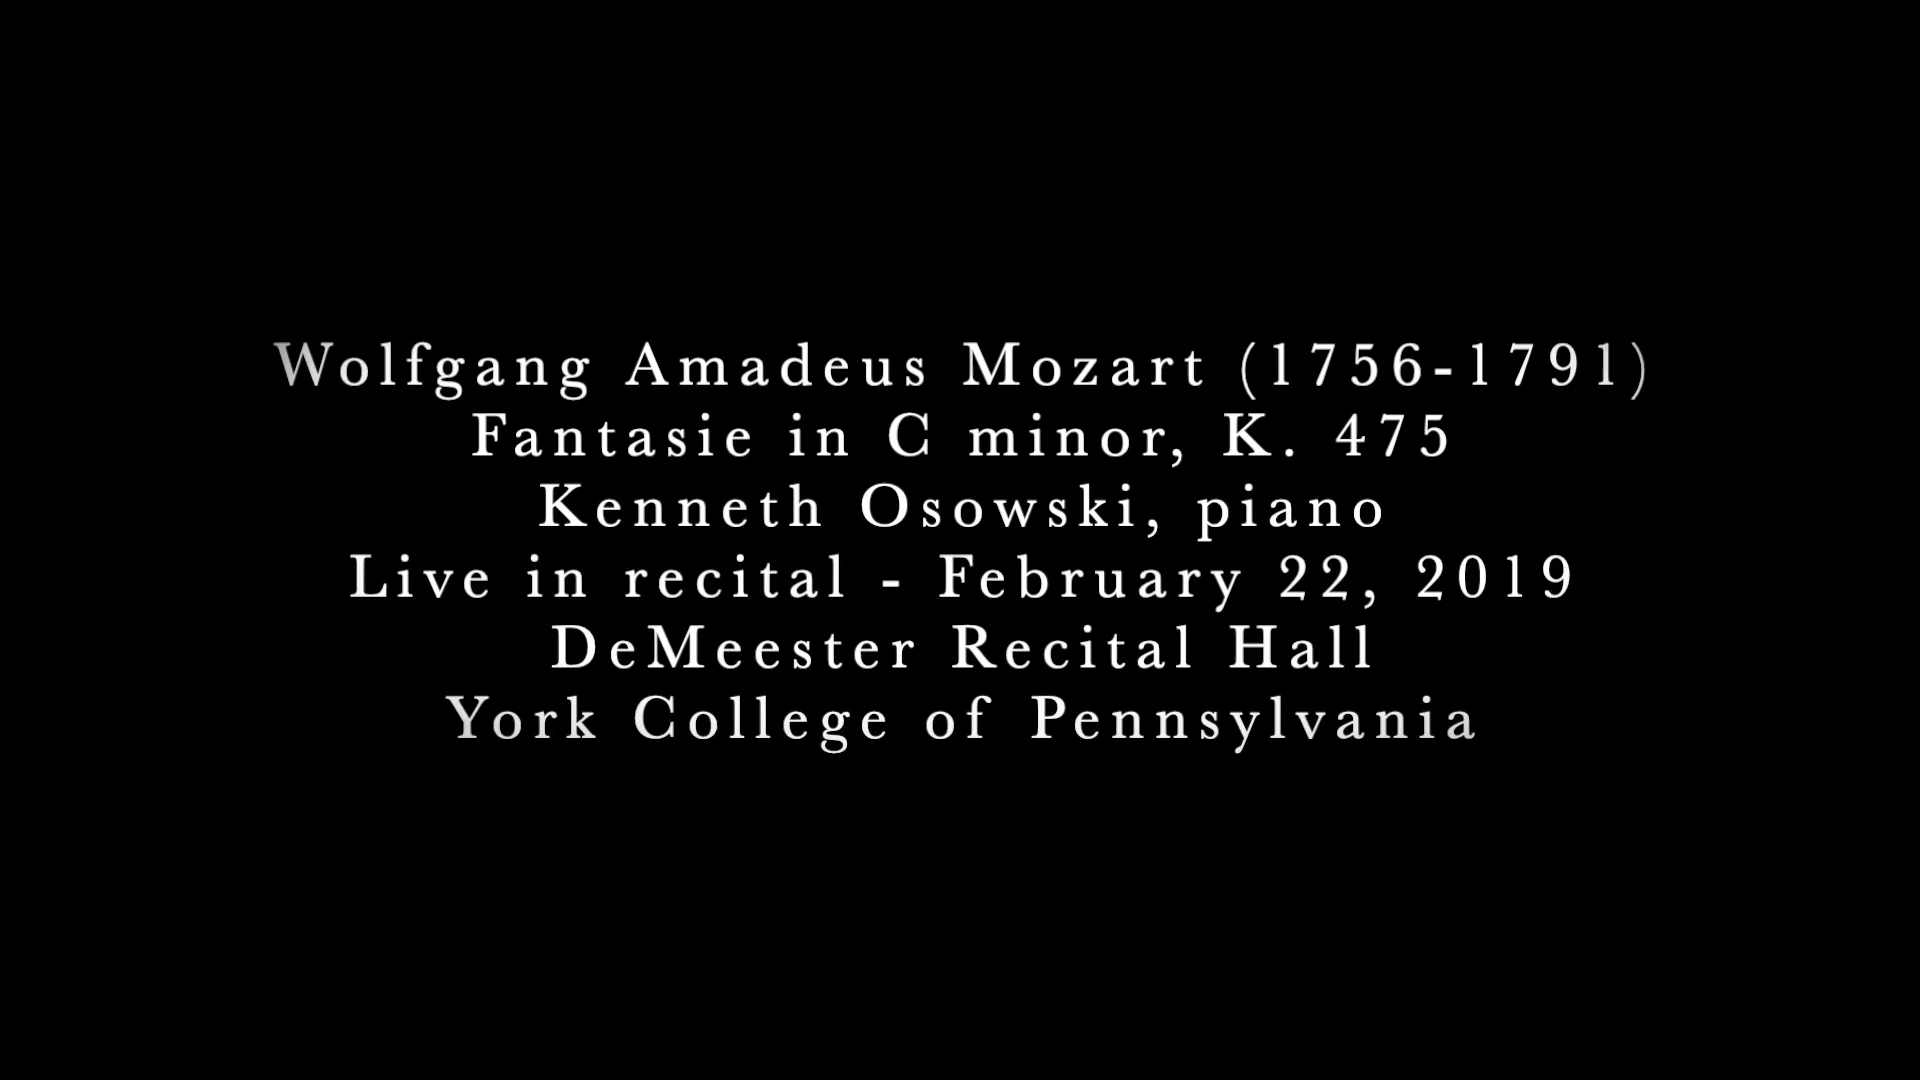 Wolfgang Amadeus Mozart (1756-1791)
Fantasie in C minor, K. 475
Kenneth Osowski, piano
Live in recital - February 22, 2019
DeMeester Recital Hall
York College of Pennsylvania